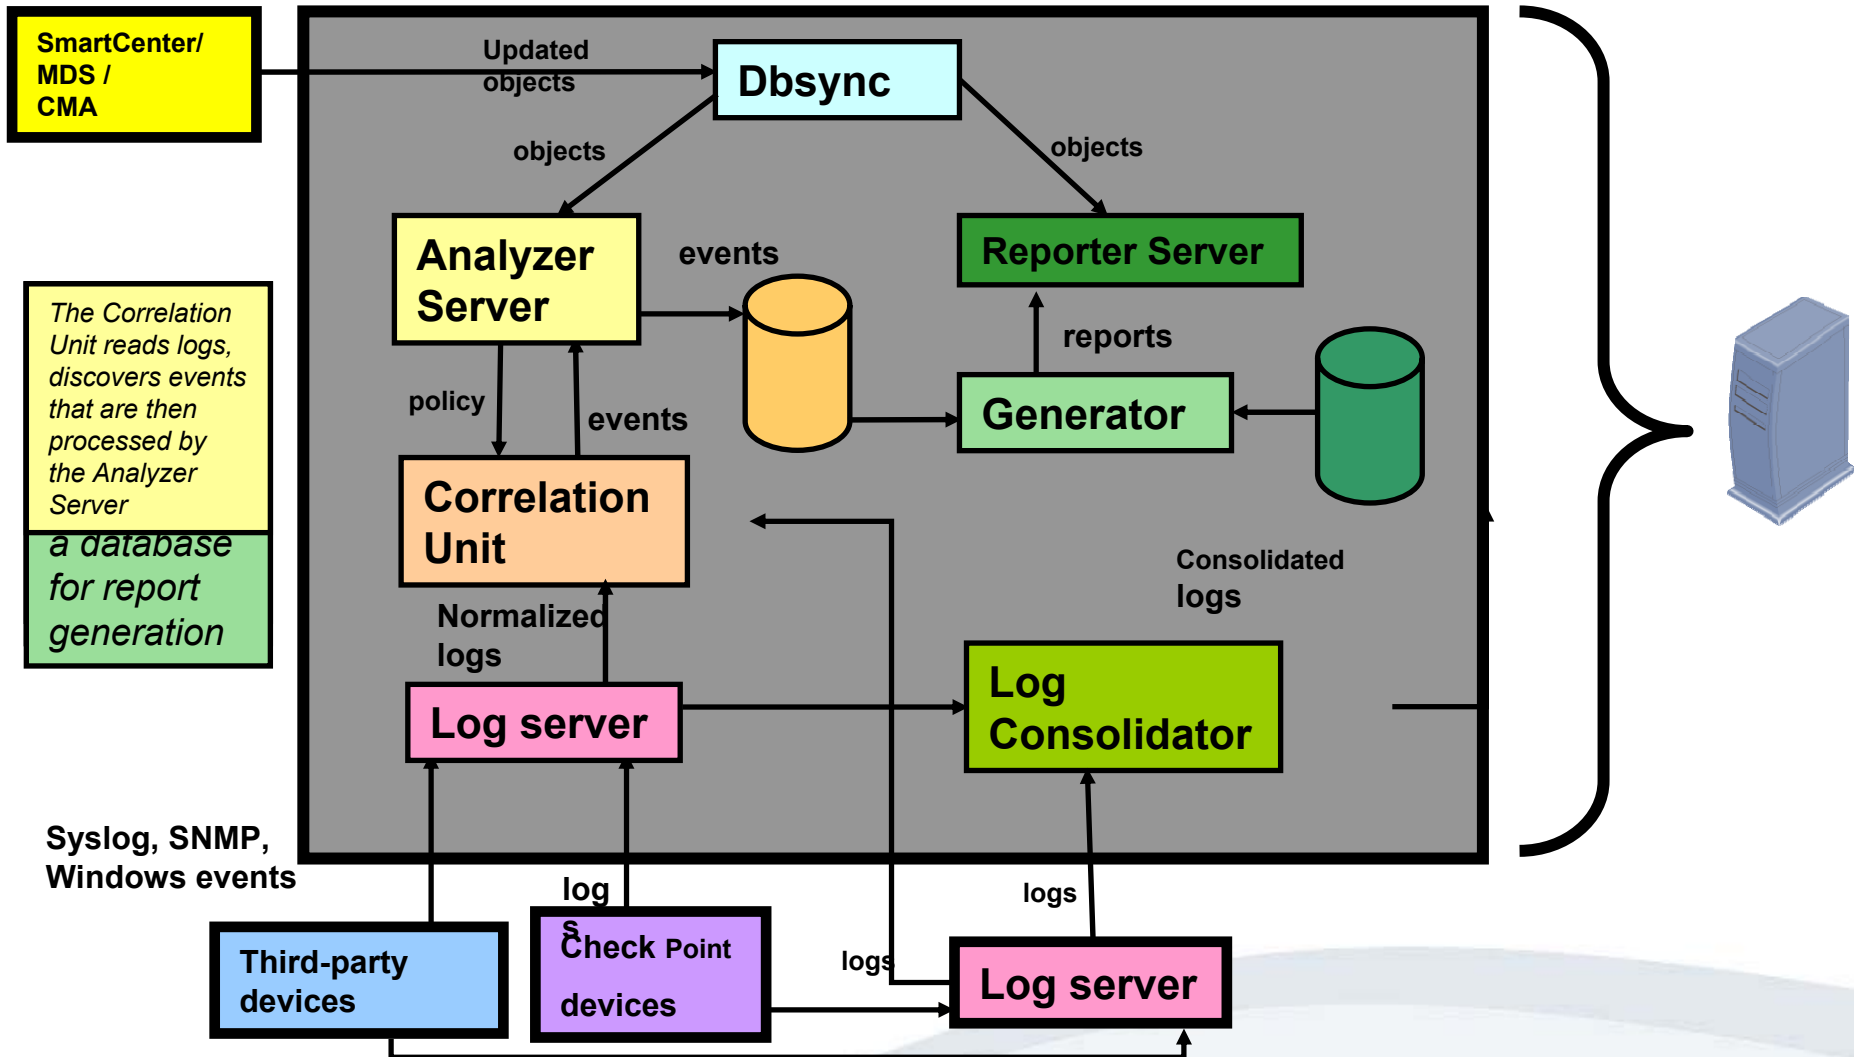 SmartCenter/
MDS /
CMA
Updated
objects
Dbsync
objects
objects
Analyzer
Server
events
Reporter Server
reports
policy
events
Generator
The Correlation
Unit reads logs,
discovers events
that are then
processed by
the Analyzer
Server
a database
for report
generation
Correlation
Unit
Consolidated
logs
Normalized
logs
Log server
Log
Consolidator
Syslog, SNMP,
Windows events
log
s
logs
Third-party
devices
Check Point
devices
logs
Log server